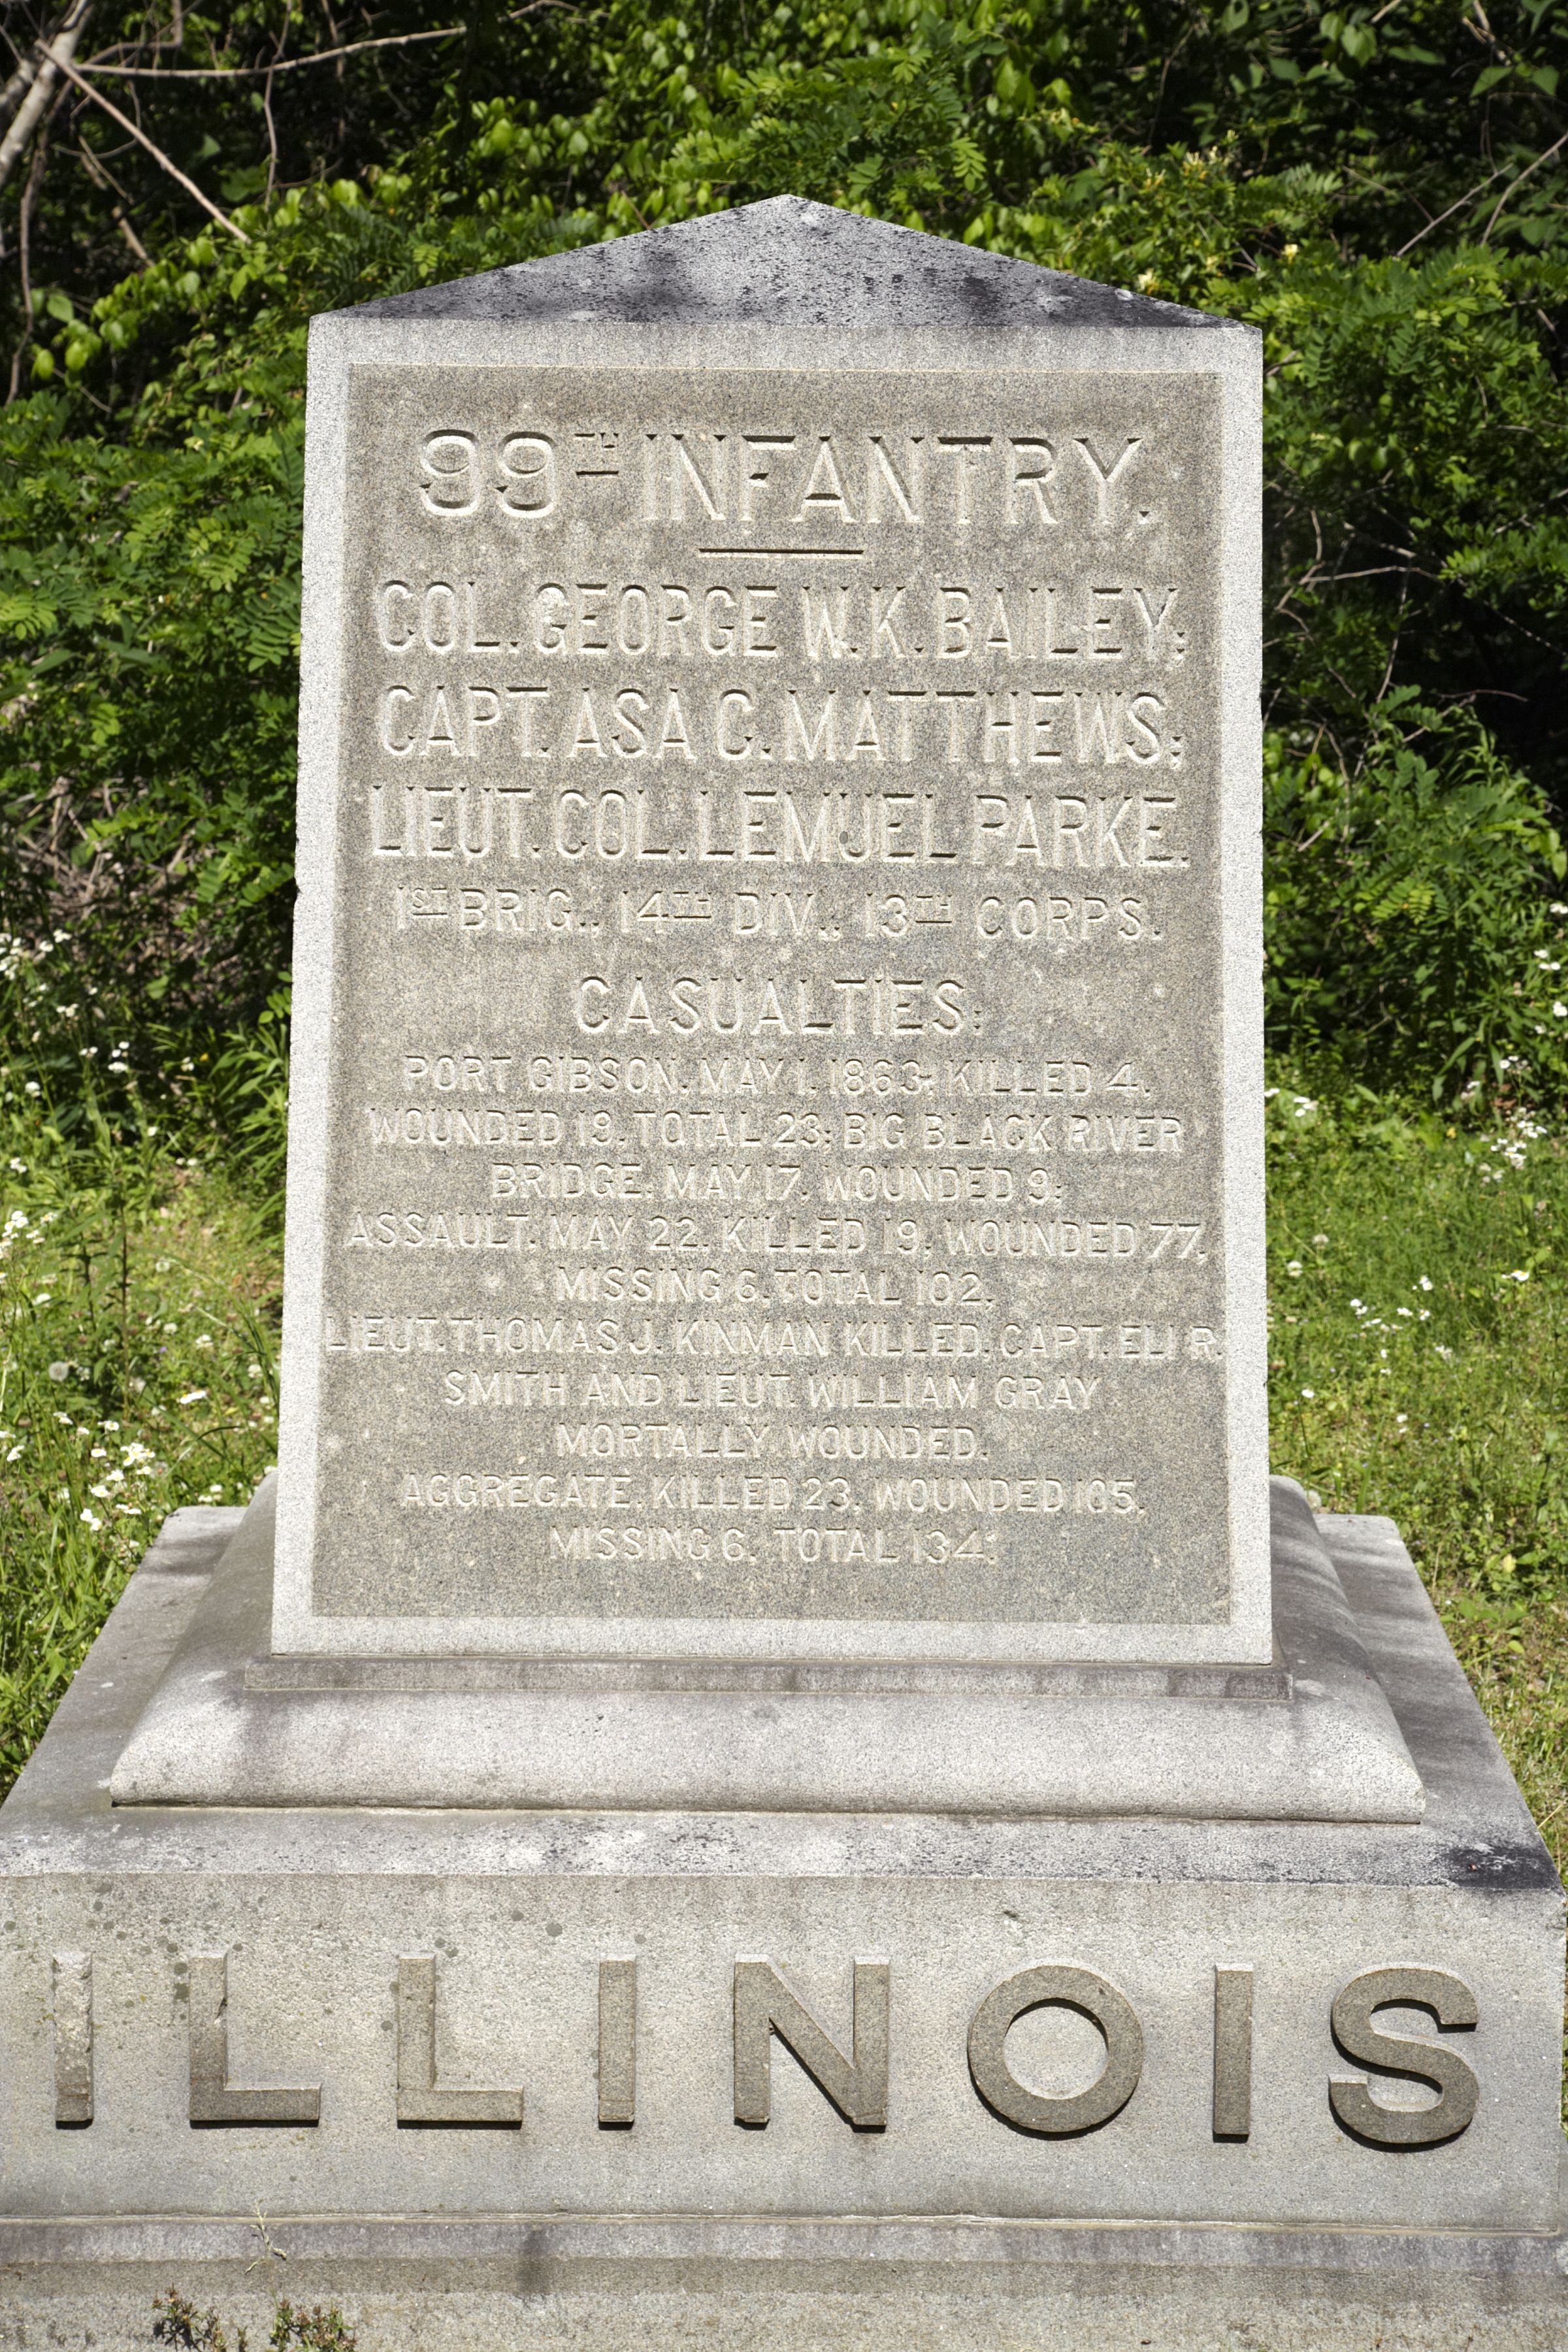 99TH INFANTRY.
COL. GEORGE W. K. BAILEY;
CAPT. ASA C. MATTHEWS;
LIEUT. COL. LEMUEL PARKE.
1ST BRIG., 14TH DIV., 13TH CORPS.
CASUALTIES:
PORT GIBSON, MAY 1, 1863; KILLED 4,
WOUNDED 19, TOTAL 23; BIG BLACK RIVER
BRIDGE, MAY 17, WOUNDED 9;
ASSAULT, MAY 22, KILLED 19, WOUNDED 77,
MISSING 6, TOTAL 102,
LIEUT. THOMAS J. KINMAN KILLED, CAPT. ELI R.
SMITH AND LIEUT. WILLIAM GRAY
MORTALLY WOUNDED.
AGGREGATE, KILLED 23, WOUNDED 105,
MISSING 6, TOTAL 134.
ILLINOIS